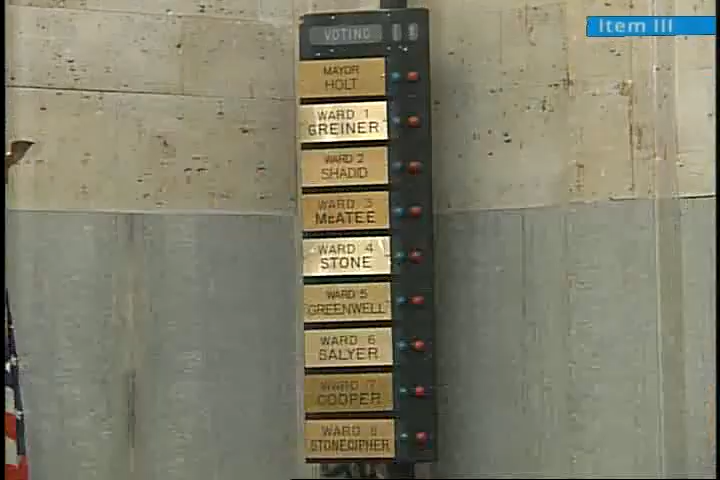 Item III
VOTING
MAYOR
HOLT
WARD 1
GREINER
WARD 2
SHADID
WARD 3
McATEE
WARD 4
STONE
WARD 5
GREENWELL
WARD 6
SALYER
WARD 7
COOPER
WARD 8
STONECIPHER